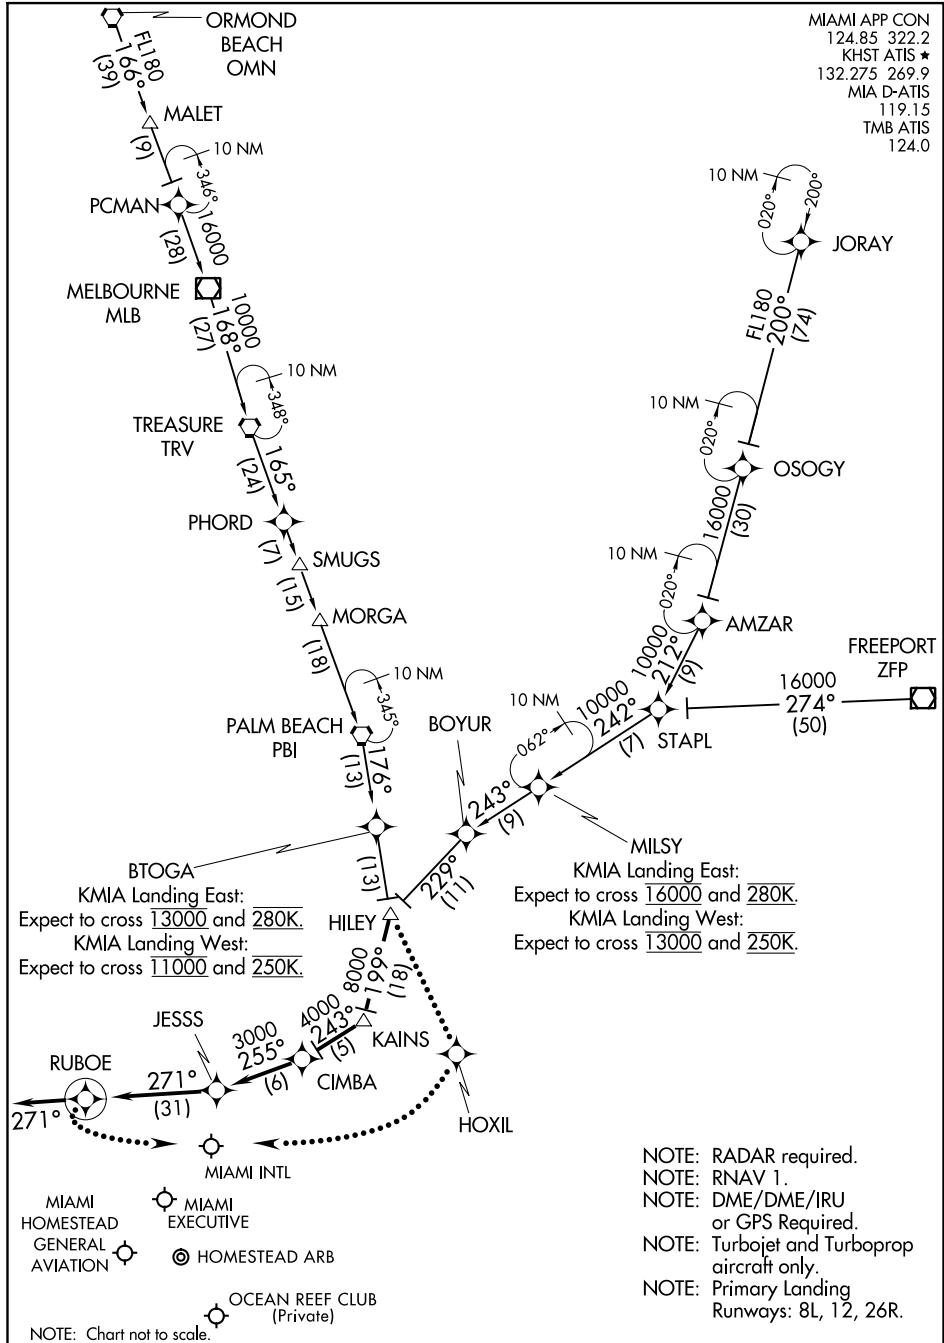 ORMOND
BEACH
OMN
MIAMI APP CON
124.85 322.2
KHST ATIS ★
132.275 269.9
MIA D-ATIS
119.15
TMB ATIS
124.0
FL180
166°
(39)
MALET
(9)
10 NM
346°
PCMAN
16000
(28)
MELBOURNE
MLB
10000
168°
(27)
10 NM
348°
TREASURE
TRV
165°
(24)
PHORD
(7)
SMUGS
(15)
MORGA
(18)
10 NM
345°
PALM BEACH
PBI
176°
(13)
10 NM
020°
200°
JORAY
FL180
200°
(74)
10 NM
020°
OSOGY
16000
(30)
10 NM
020°
AMZAR
10000
212°
(9)
FREEPORT
ZFP
16000
274°
(50)
STAPL
10000
242°
(7)
10 NM
062°
BOYUR
243°
(9)
MILSY
KMIA Landing East:
Expect to cross 16000 and 280K.
KMIA Landing West:
Expect to cross 13000 and 250K.
229°
(11)
BTOGA
KMIA Landing East:
Expect to cross 13000 and 280K.
KMIA Landing West:
Expect to cross 11000 and 250K.
(13)
HILEY
8000
199°
(18)
KAINS
4000
243°
(5)
CIMBA
3000
255°
(6)
JESSS
271°
(31)
RUBOE
271°
HOXIL
MIAMI INTL
MIAMI
EXECUTIVE
MIAMI
HOMESTEAD
GENERAL
AVIATION
HOMESTEAD ARB
OCEAN REEF CLUB
(Private)
NOTE: Chart not to scale.
NOTE: RADAR required.
NOTE: RNAV 1.
NOTE: DME/DME/IRU
or GPS Required.
NOTE: Turbojet and Turboprop
aircraft only.
NOTE: Primary Landing
Runways: 8L, 12, 26R.